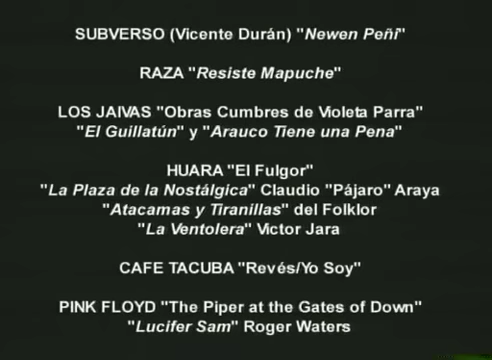 SUBVERSO (Vicente Durán) "Newen Peñi"
RAZA "Resiste Mapuche"
LOS JAIVAS "Obras Cumbres de Violeta Parra"
"El Guillatún" y "Arauco Tiene una Pena"
HUARA "El Fulgor"
"La Plaza de la Nostálgica" Claudio "Pájaro" Araya
"Atacamas y Tiranillas" del Folklor
"La Ventolera" Victor Jara
CAFE TACUBA "Revés/Yo Soy"
PINK FLOYD "The Piper at the Gates of Down"
"Lucifer Sam" Roger Waters